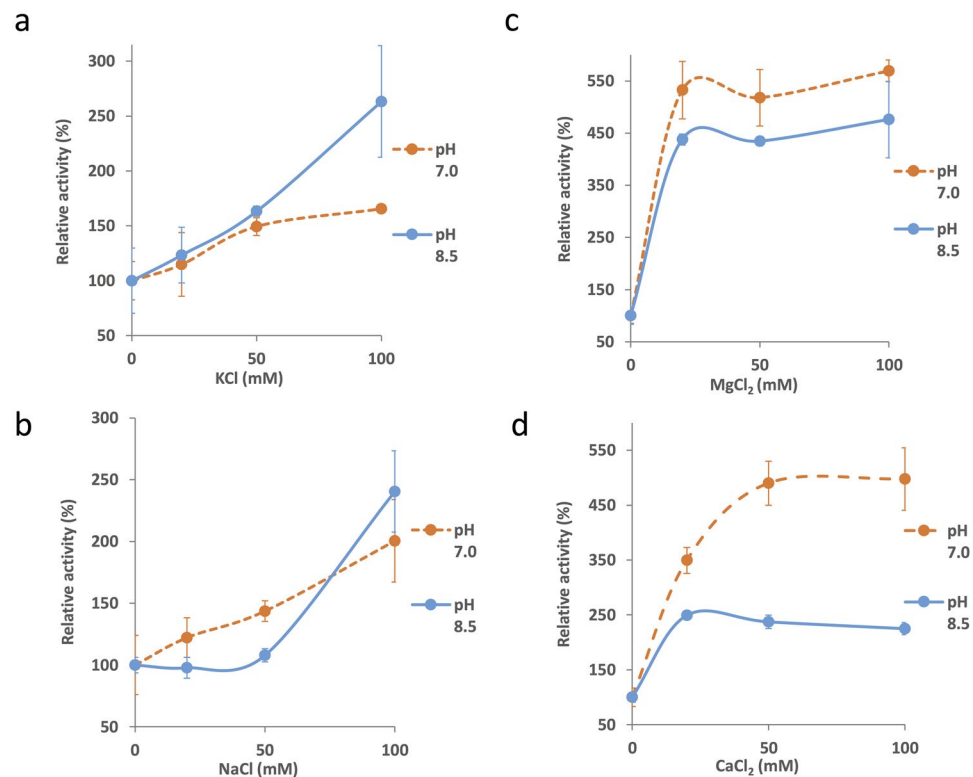 a
Relative activity (%)
300
250
200
150
100
50
0
50
100
KCl (mM)
pH
7.0
pH
8.5
c
Relative activity (%)
550
450
350
250
150
50
0
50
100
MgCl₂ (mM)
pH
7.0
pH
8.5
b
Relative activity (%)
300
250
200
150
100
50
0
50
100
NaCl (mM)
pH
7.0
pH
8.5
d
Relative activity (%)
550
450
350
250
150
50
0
50
100
CaCl₂ (mM)
pH
7.0
pH
8.5